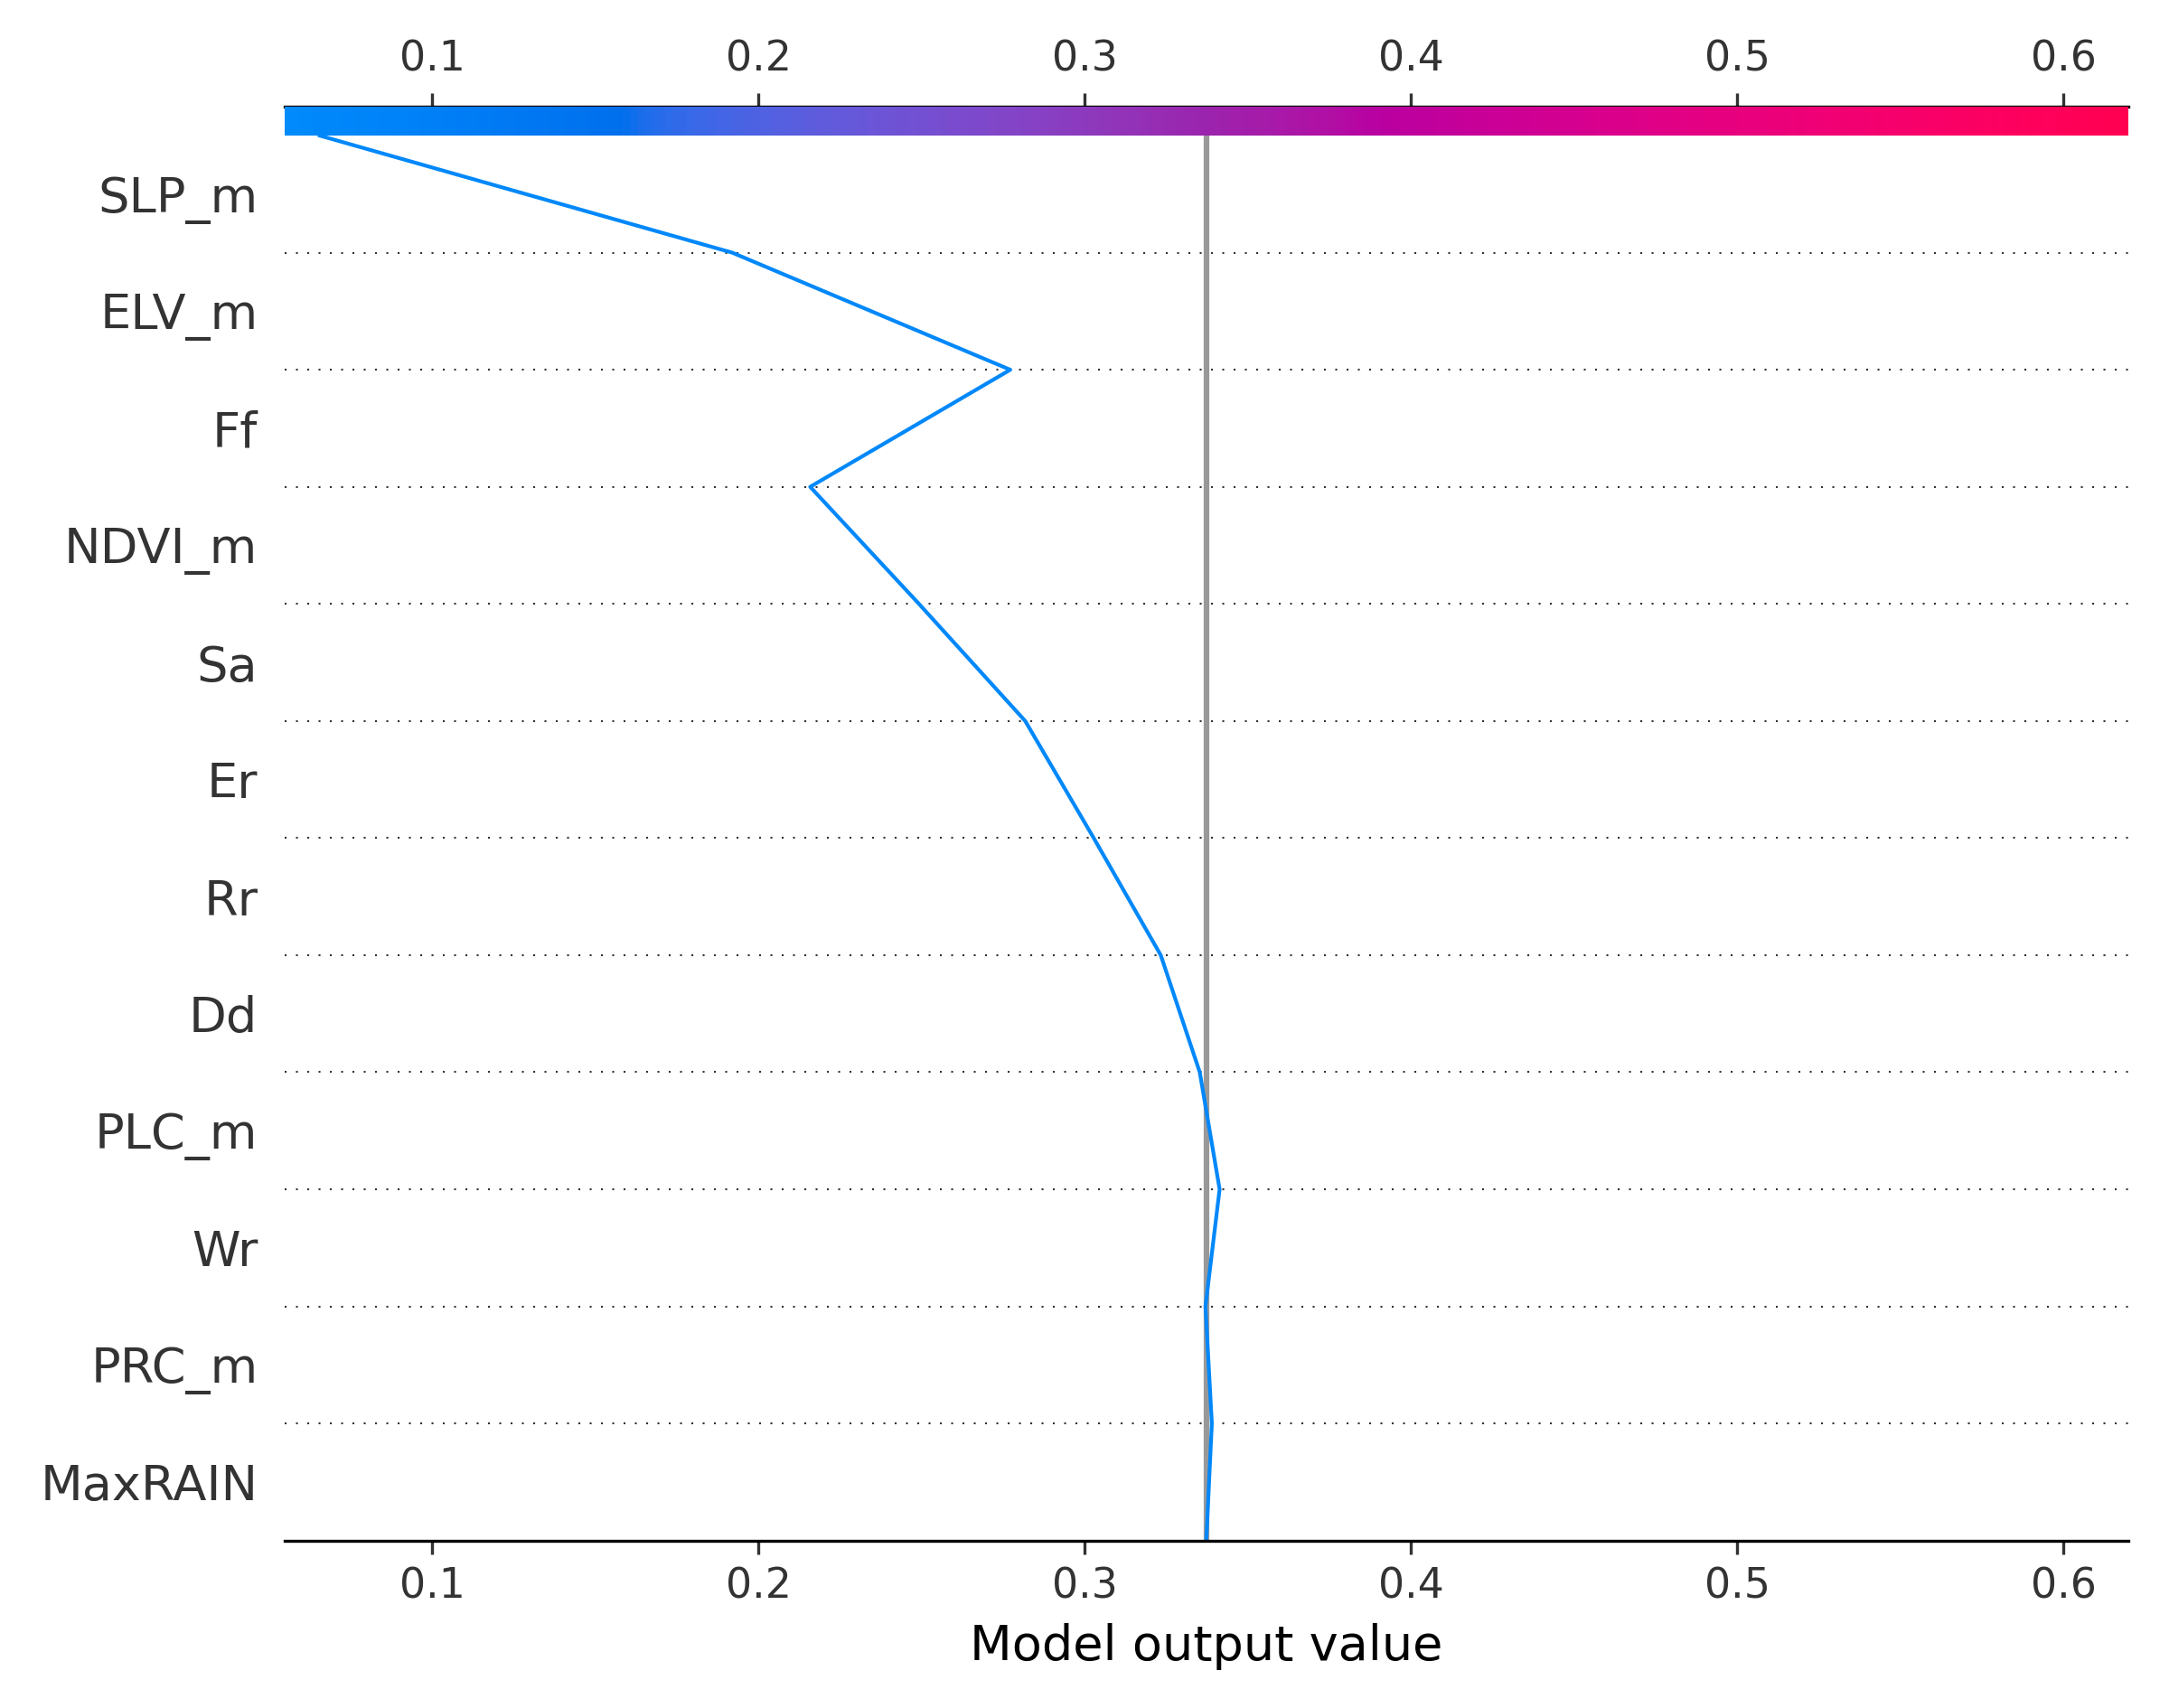 0.1 0.2 0.3 0.4 0.5 0.6
SLP_m
ELV_m
Ff
NDVI_m
Sa
Er
Rr
Dd
PLC_m
Wr
PRC_m
MaxRAIN
0.1 0.2 0.3 0.4 0.5 0.6
Model output value